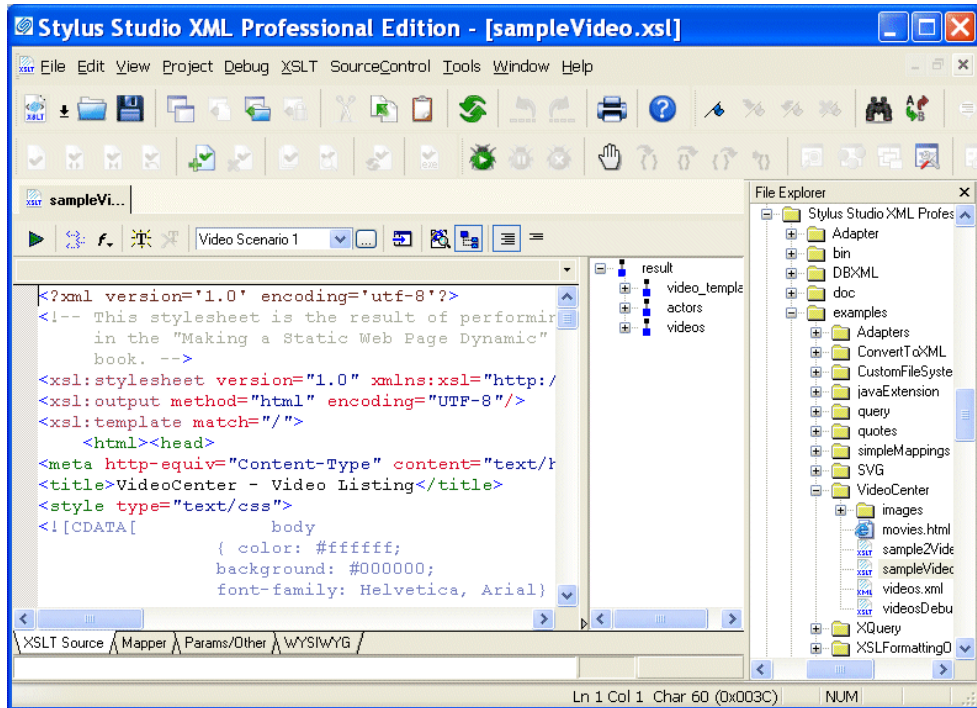 Stylus Studio XML Professional Edition - [sampleVideo.xsl]
File Edit View Project Debug XSLT SourceControl Tools Window Help
sampleVi...
Video Scenario 1
<?xml version='1.0' encoding='utf-8'?>
<!-- This stylesheet is the result of performin
in the "Making a Static Web Page Dynamic"
book. -->
<xsl:stylesheet version="1.0" xmlns:xsl="http:/
<xsl:output method="html" encoding="UTF-8"/>
<xsl:template match="/">
<html><head>
<meta http-equiv="Content-Type" content="text/h
<title>VideoCenter - Video Listing</title>
<style type="text/css">
<![CDATA[ body
{ color: #ffffff;
background: #000000;
font-family: Helvetica, Arial}
XSLT Source Mapper Params/Other WYSIWYG
result
video_templa
actors
videos
File Explorer
Stylus Studio XML Profes
Adapter
bin
DBXML
doc
examples
Adapters
ConvertToXML
CustomFileSyste
javaExtension
query
quotes
simpleMappings
SVG
VideoCenter
images
movies.html
sample2Vide
sampleVideo
videos.xml
videosDebu
XQuery
XSLFormattingO
Ln 1 Col 1 Char 60 (0x003C) NUM